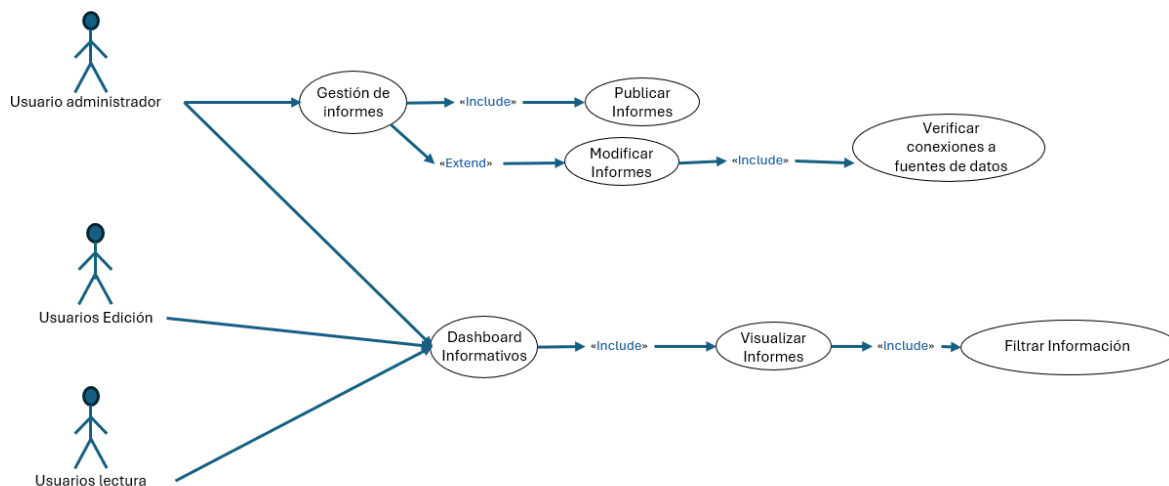 Usuario administrador
Gestión de
informes
«Include»
Publicar
Informes
«Extend»
Modificar
Informes
«Include»
Verificar
conexiones a
fuentes de datos
Usuarios Edición
Dashboard
Informativos
«Include»
Visualizar
Informes
«Include»
Filtrar Información
Usuarios lectura